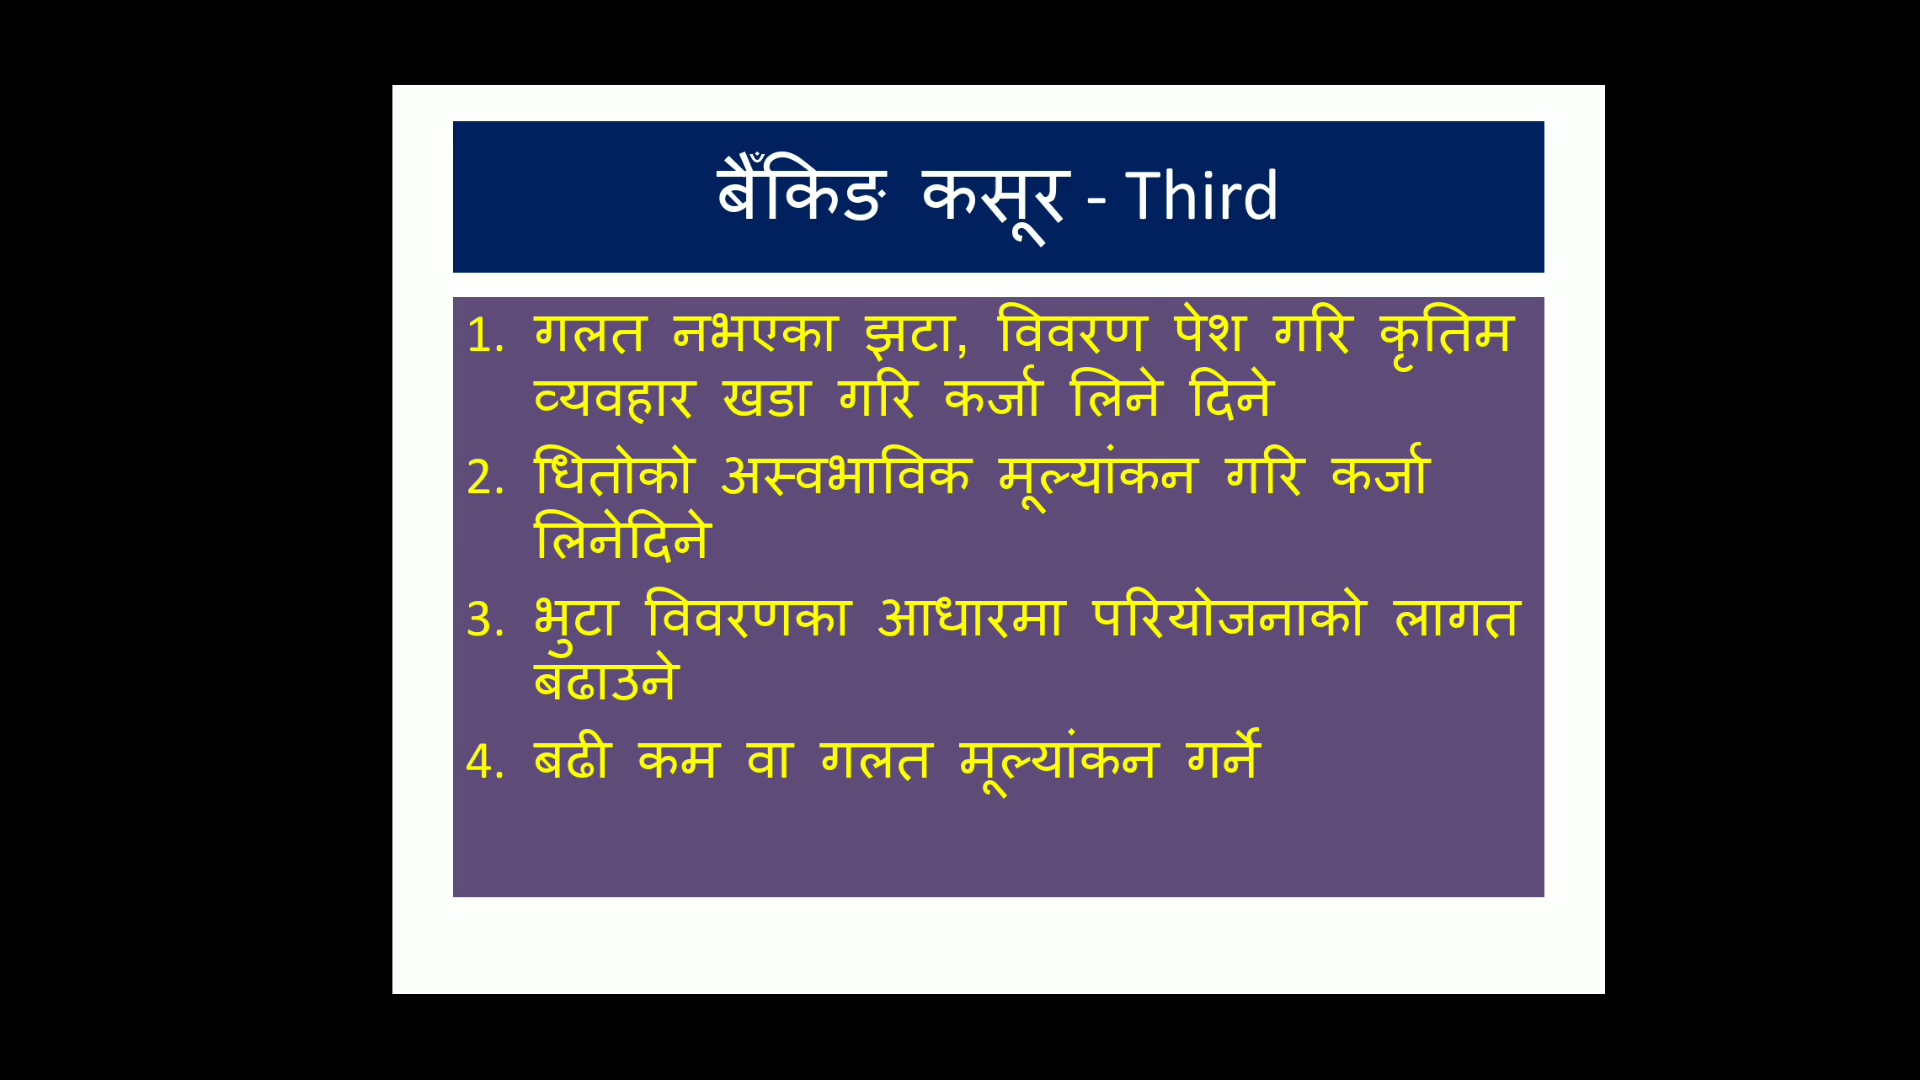 बैँकिङ कसूर - Third
1. गलत नभएका झटा, विवरण पेश गरि कृतिम
व्यवहार खडा गरि कर्जा लिने दिने
2. धितोको अस्वभाविक मूल्यांकन गरि कर्जा
लिनेदिने
3. भुटा विवरणका आधारमा परियोजनाको लागत
बढाउने
4. बढी कम वा गलत मूल्यांकन गर्ने